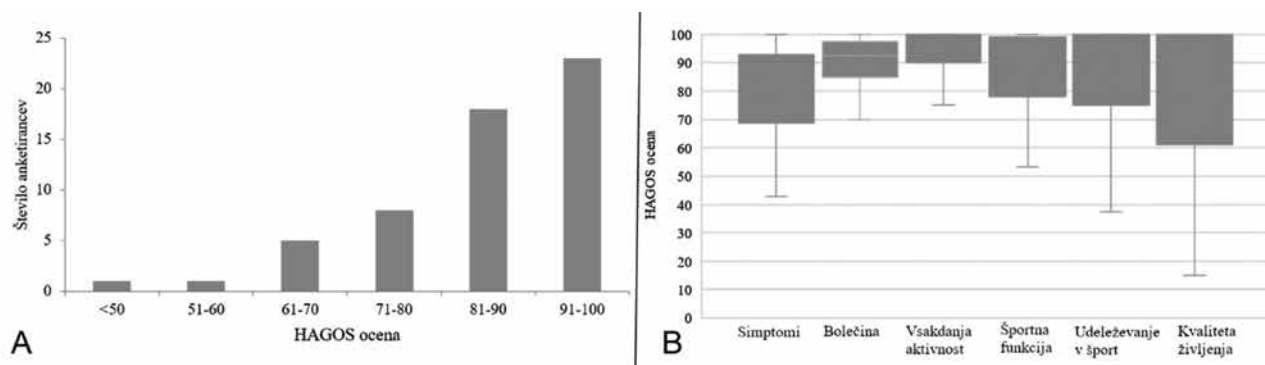 25
20
15
10
5
0
Število anketirancev
<50 51-60 61-70 71-80 81-90 91-100
HAGOS ocena
A
100
90
80
70
60
50
40
30
20
10
0
HAGOS ocena
Simptomi Bolečina Vsakdanja Športna Udeleževanje Kvaliteta
aktivnost funkcija v šport življenja
B